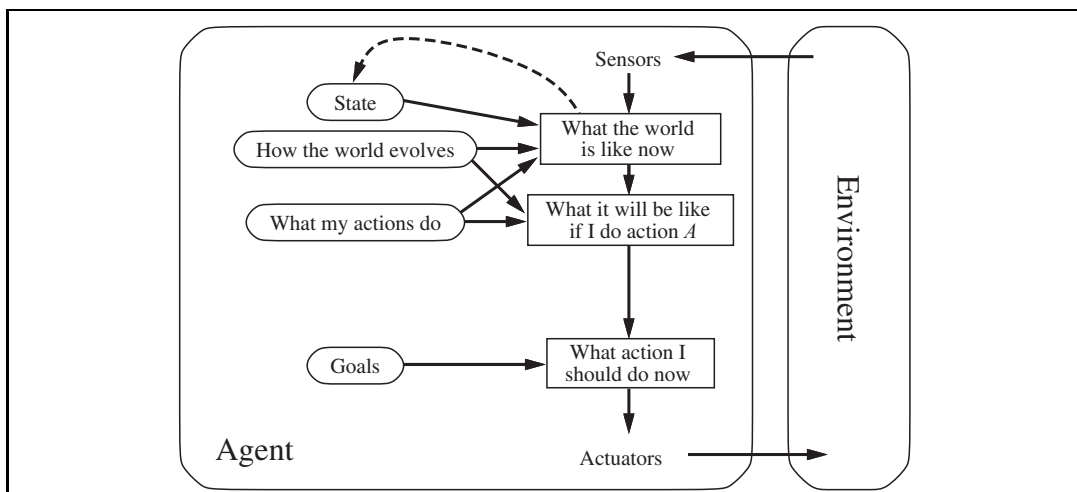 Sensors
State
What the world
is like now
How the world evolves
What my actions do
What it will be like
if I do action A
Goals
What action I
should do now
Agent
Actuators
Environment